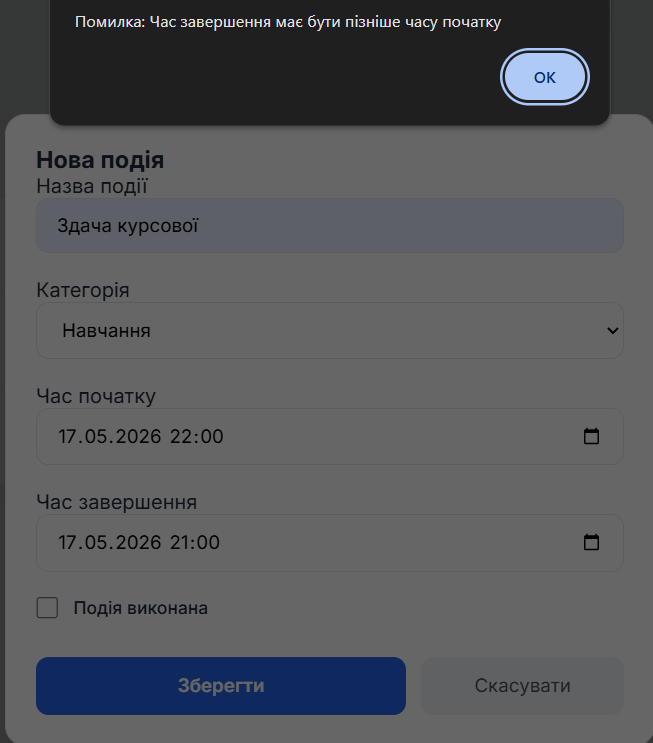 Помилка: Час завершення має бути пізніше часу початку
ОК
Нова подія
Назва події
Здача курсової
Категорія
Навчання
Час початку
17.05.2026 22:00
Час завершення
17.05.2026 21:00
Подія виконана
Зберегти
Скасувати